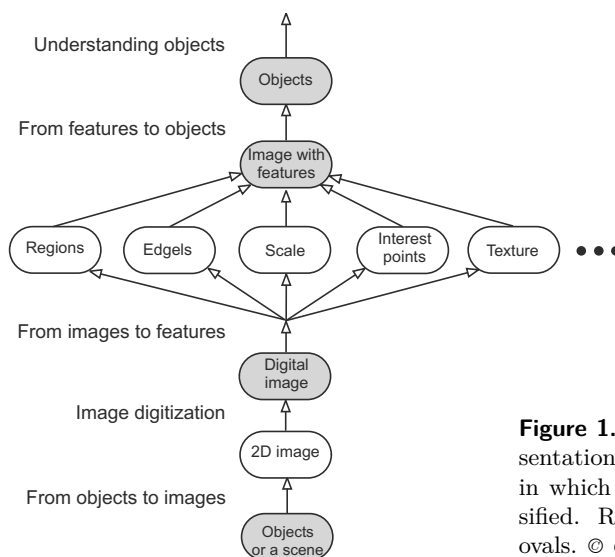 Understanding objects
Objects
From features to objects
Image with
features
Regions
Edgels
Scale
Interest
points
Texture
From images to features
Digital
image
Image digitization
2D image
From objects to images
Objects
or a scene
Figure 1.
sentation
in which
sified. R
ovals. ©